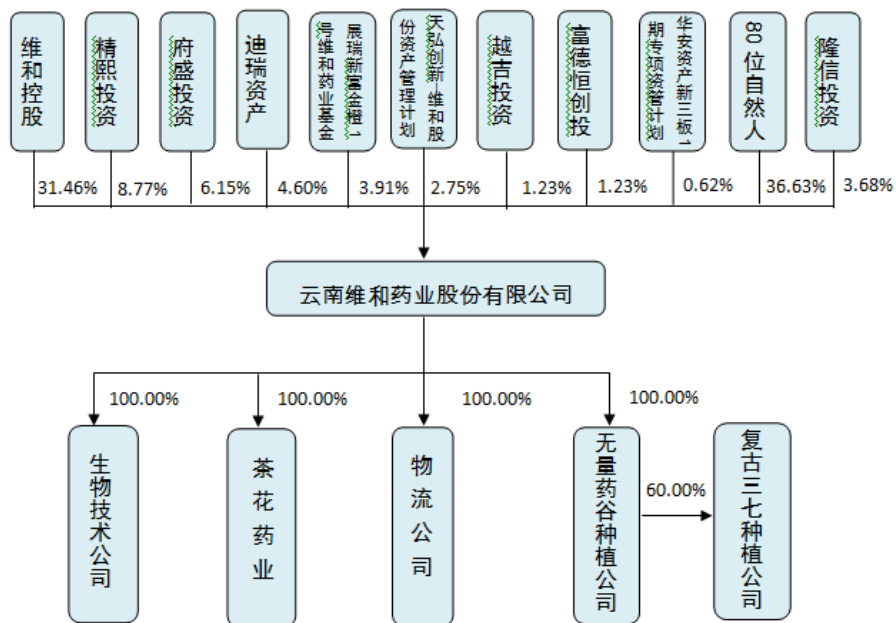 维和控股
精熙投资
府盛投资
迪瑞资产
展瑞新富金橙1
号维和药业基金
天弘创新—维和股
份资产管理计划
越吉投资
富德恒创投
华安资产新三板1
期专项资管计划
80位自然人
隆信投资
31.46%
8.77%
6.15%
4.60%
3.91%
2.75%
1.23%
1.23%
0.62%
36.63%
3.68%
云南维和药业股份有限公司
100.00%
100.00%
100.00%
100.00%
生物技术公司
茶花药业
物流公司
无量药谷种植公司
60.00%
复古三七种植公司